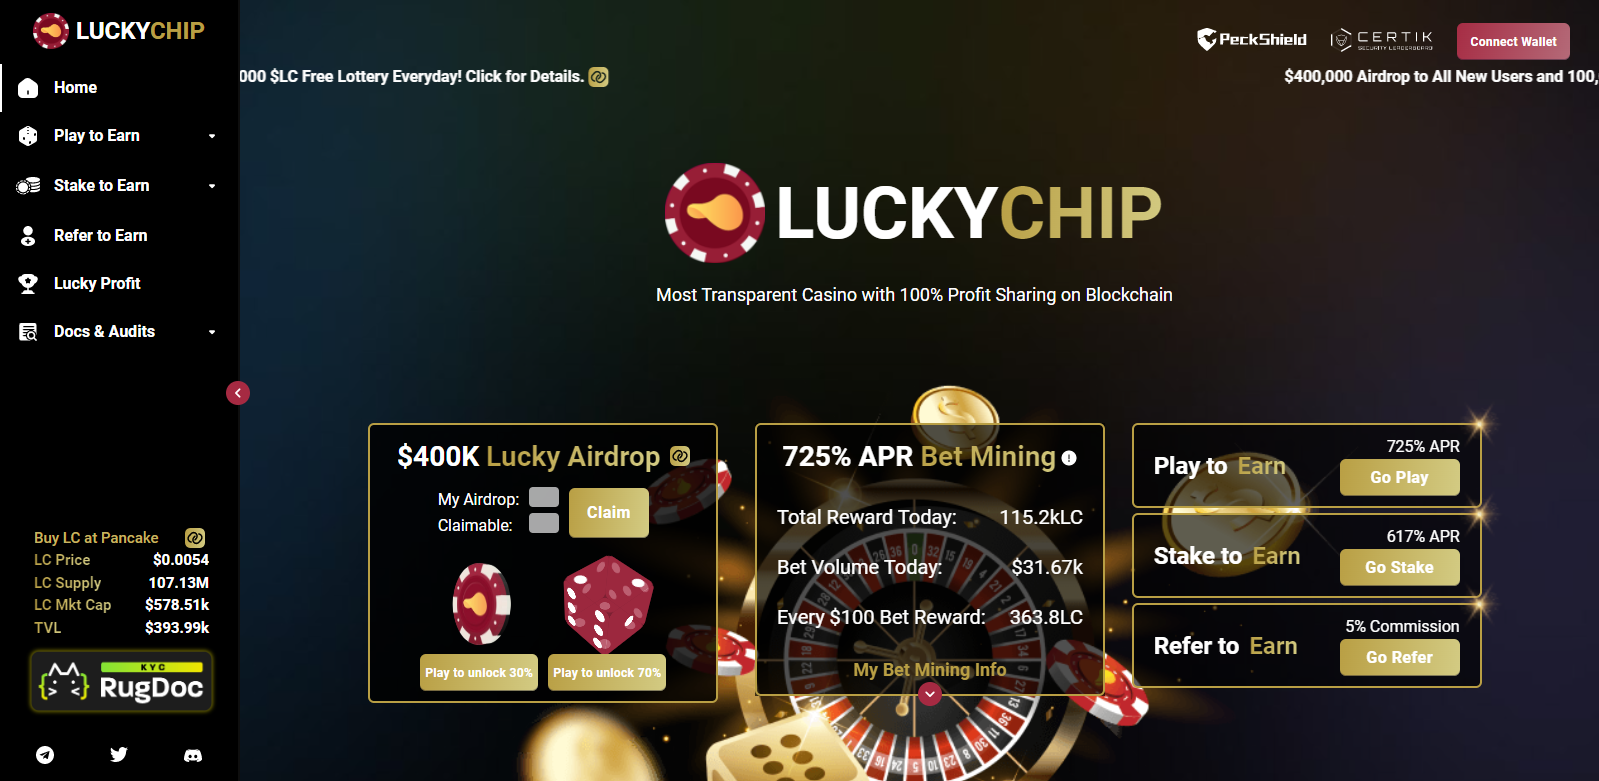 LUCKYCHIP
Home
Play to Earn
Stake to Earn
Refer to Earn
Lucky Profit
Docs & Audits
Buy LC at Pancake
LC Price $0.0054
LC Supply 107.13M
LC Mkt Cap $578.51k
TVL $393.99k
KYC
RugDoc
PeckShield
CERTIK
SECURITY LEADERBOARD
Connect Wallet
000 $LC Free Lottery Everyday! Click for Details.
$400,000 Airdrop to All New Users and 100,
LUCKYCHIP
Most Transparent Casino with 100% Profit Sharing on Blockchain
$400K Lucky Airdrop
My Airdrop:
Claimable:
Claim
Play to unlock 30%
Play to unlock 70%
725% APR Bet Mining
Total Reward Today: 115.2kLC
Bet Volume Today: $31.67k
Every $100 Bet Reward: 363.8LC
My Bet Mining Info
725% APR
Play to Earn
Go Play
617% APR
Stake to Earn
Go Stake
5% Commission
Refer to Earn
Go Refer